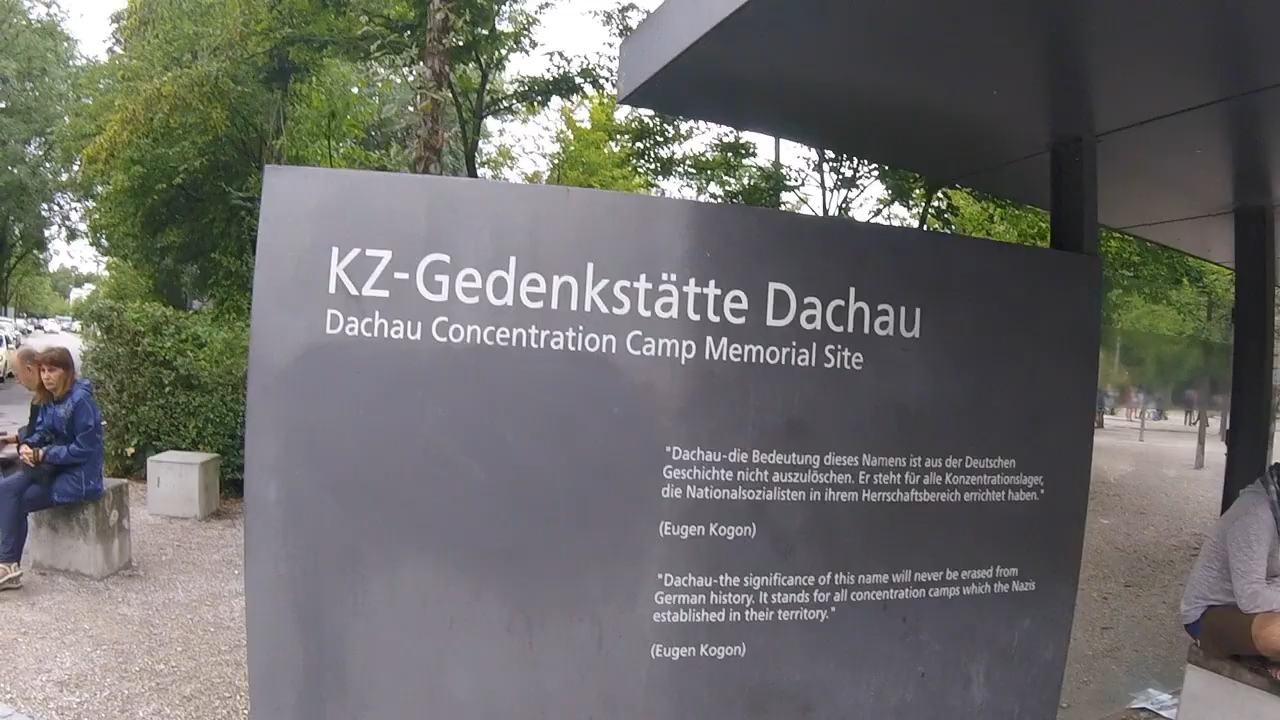 KZ-Gedenkstätte Dachau
Dachau Concentration Camp Memorial Site
"Dachau-die Bedeutung dieses Namens ist aus der Deutschen
Geschichte nicht auszulöschen. Er steht für alle Konzentrationslager,
die Nationalsozialisten in ihrem Herrschaftsbereich errichtet haben."
(Eugen Kogon)
"Dachau-the significance of this name will never be erased from
German history. It stands for all concentration camps which the Nazis
established in their territory."
(Eugen Kogon)